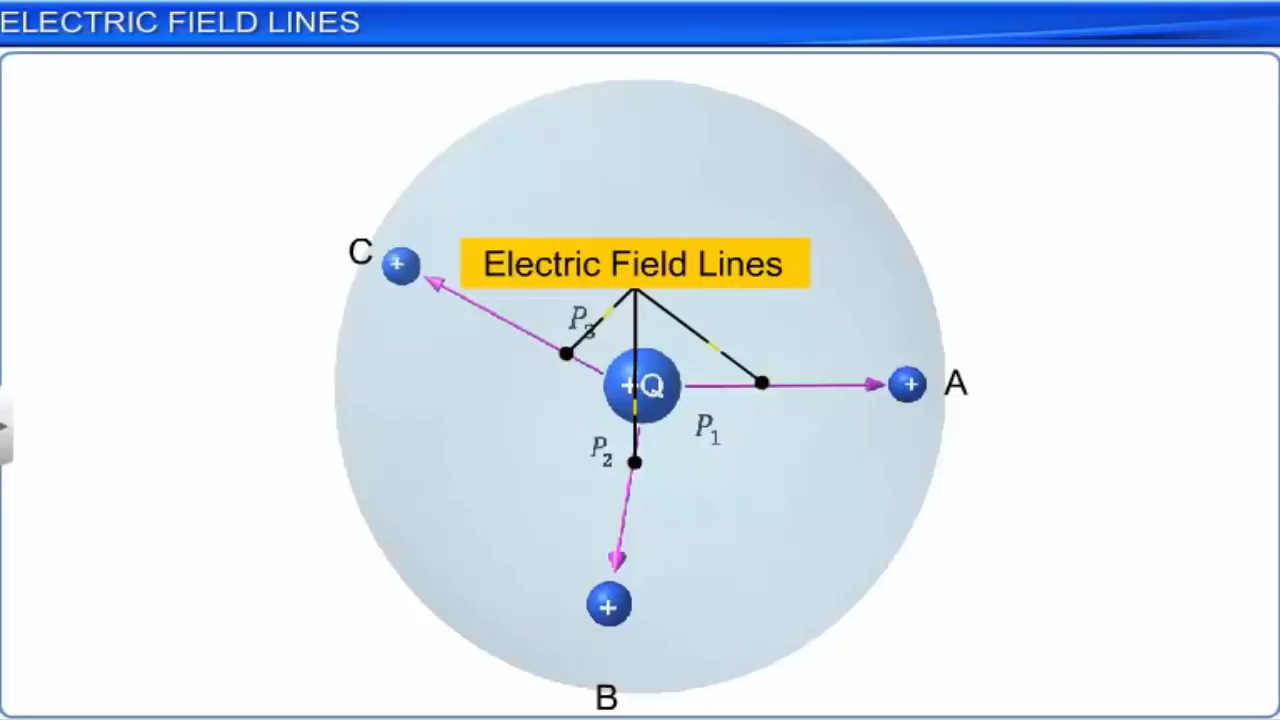 ELECTRIC FIELD LINES
C
+
Electric Field Lines
P3
+Q
+
A
P1
P2
+
B